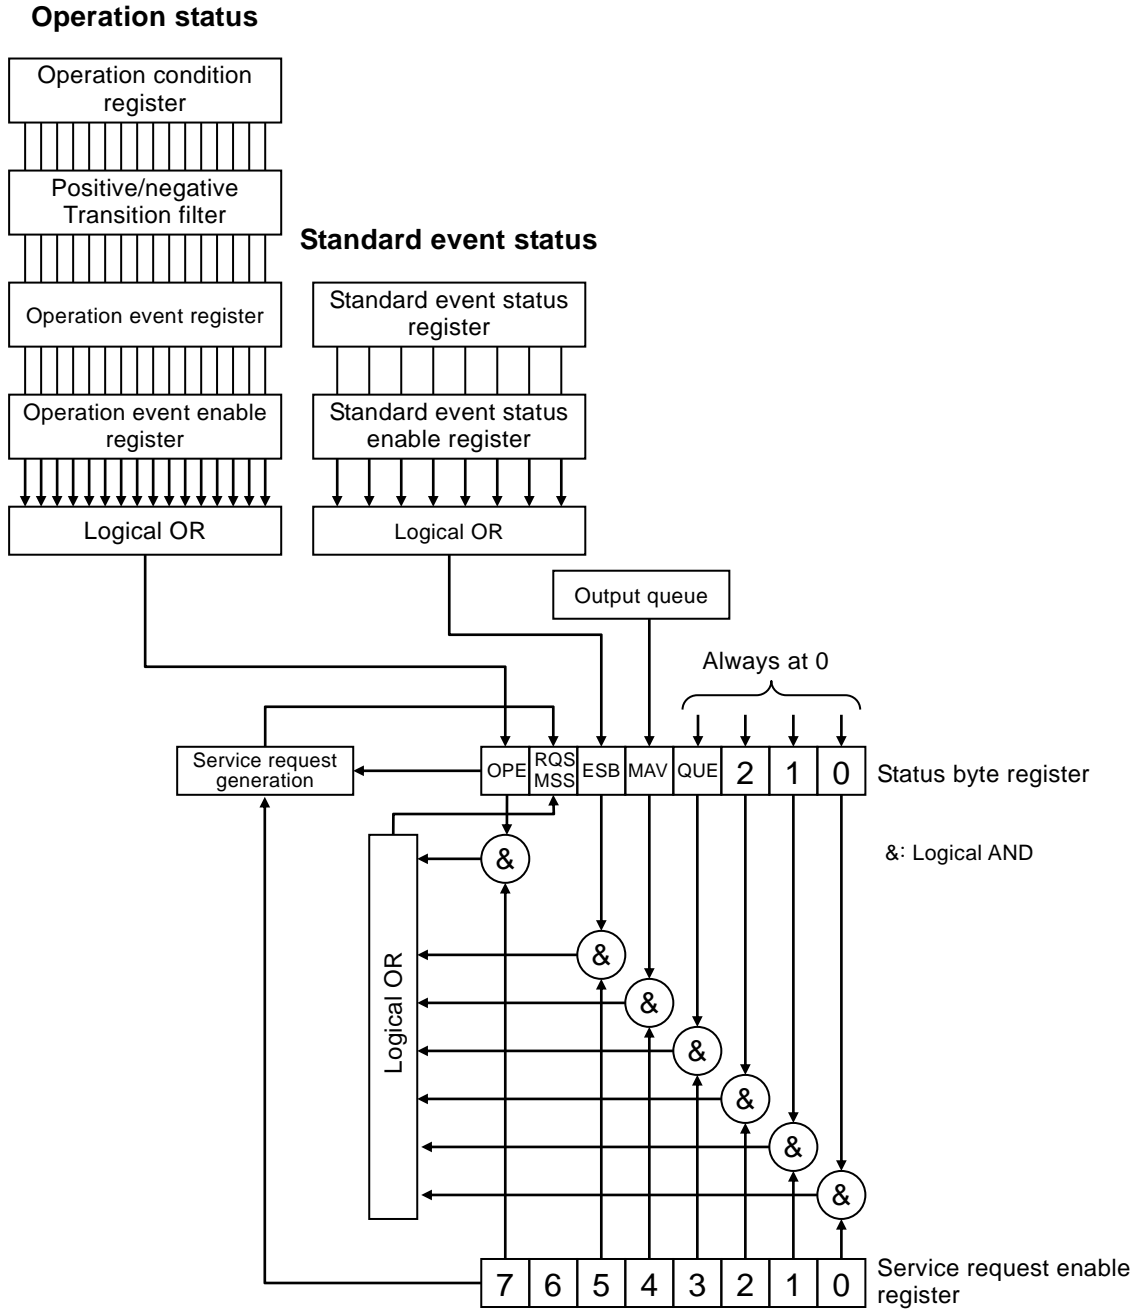 Operation status
Operation condition
register
Positive/negative
Transition filter
Standard event status
Operation event register
Standard event status
register
Operation event enable
register
Standard event status
enable register
Logical OR
Logical OR
Output queue
Always at 0
Service request
generation
OPE
RQS
MSS
ESB
MAV
QUE
2
1
0
Status byte register
&
&: Logical AND
Logical OR
&
&
&
&
&
&
7
6
5
4
3
2
1
0
Service request enable
register